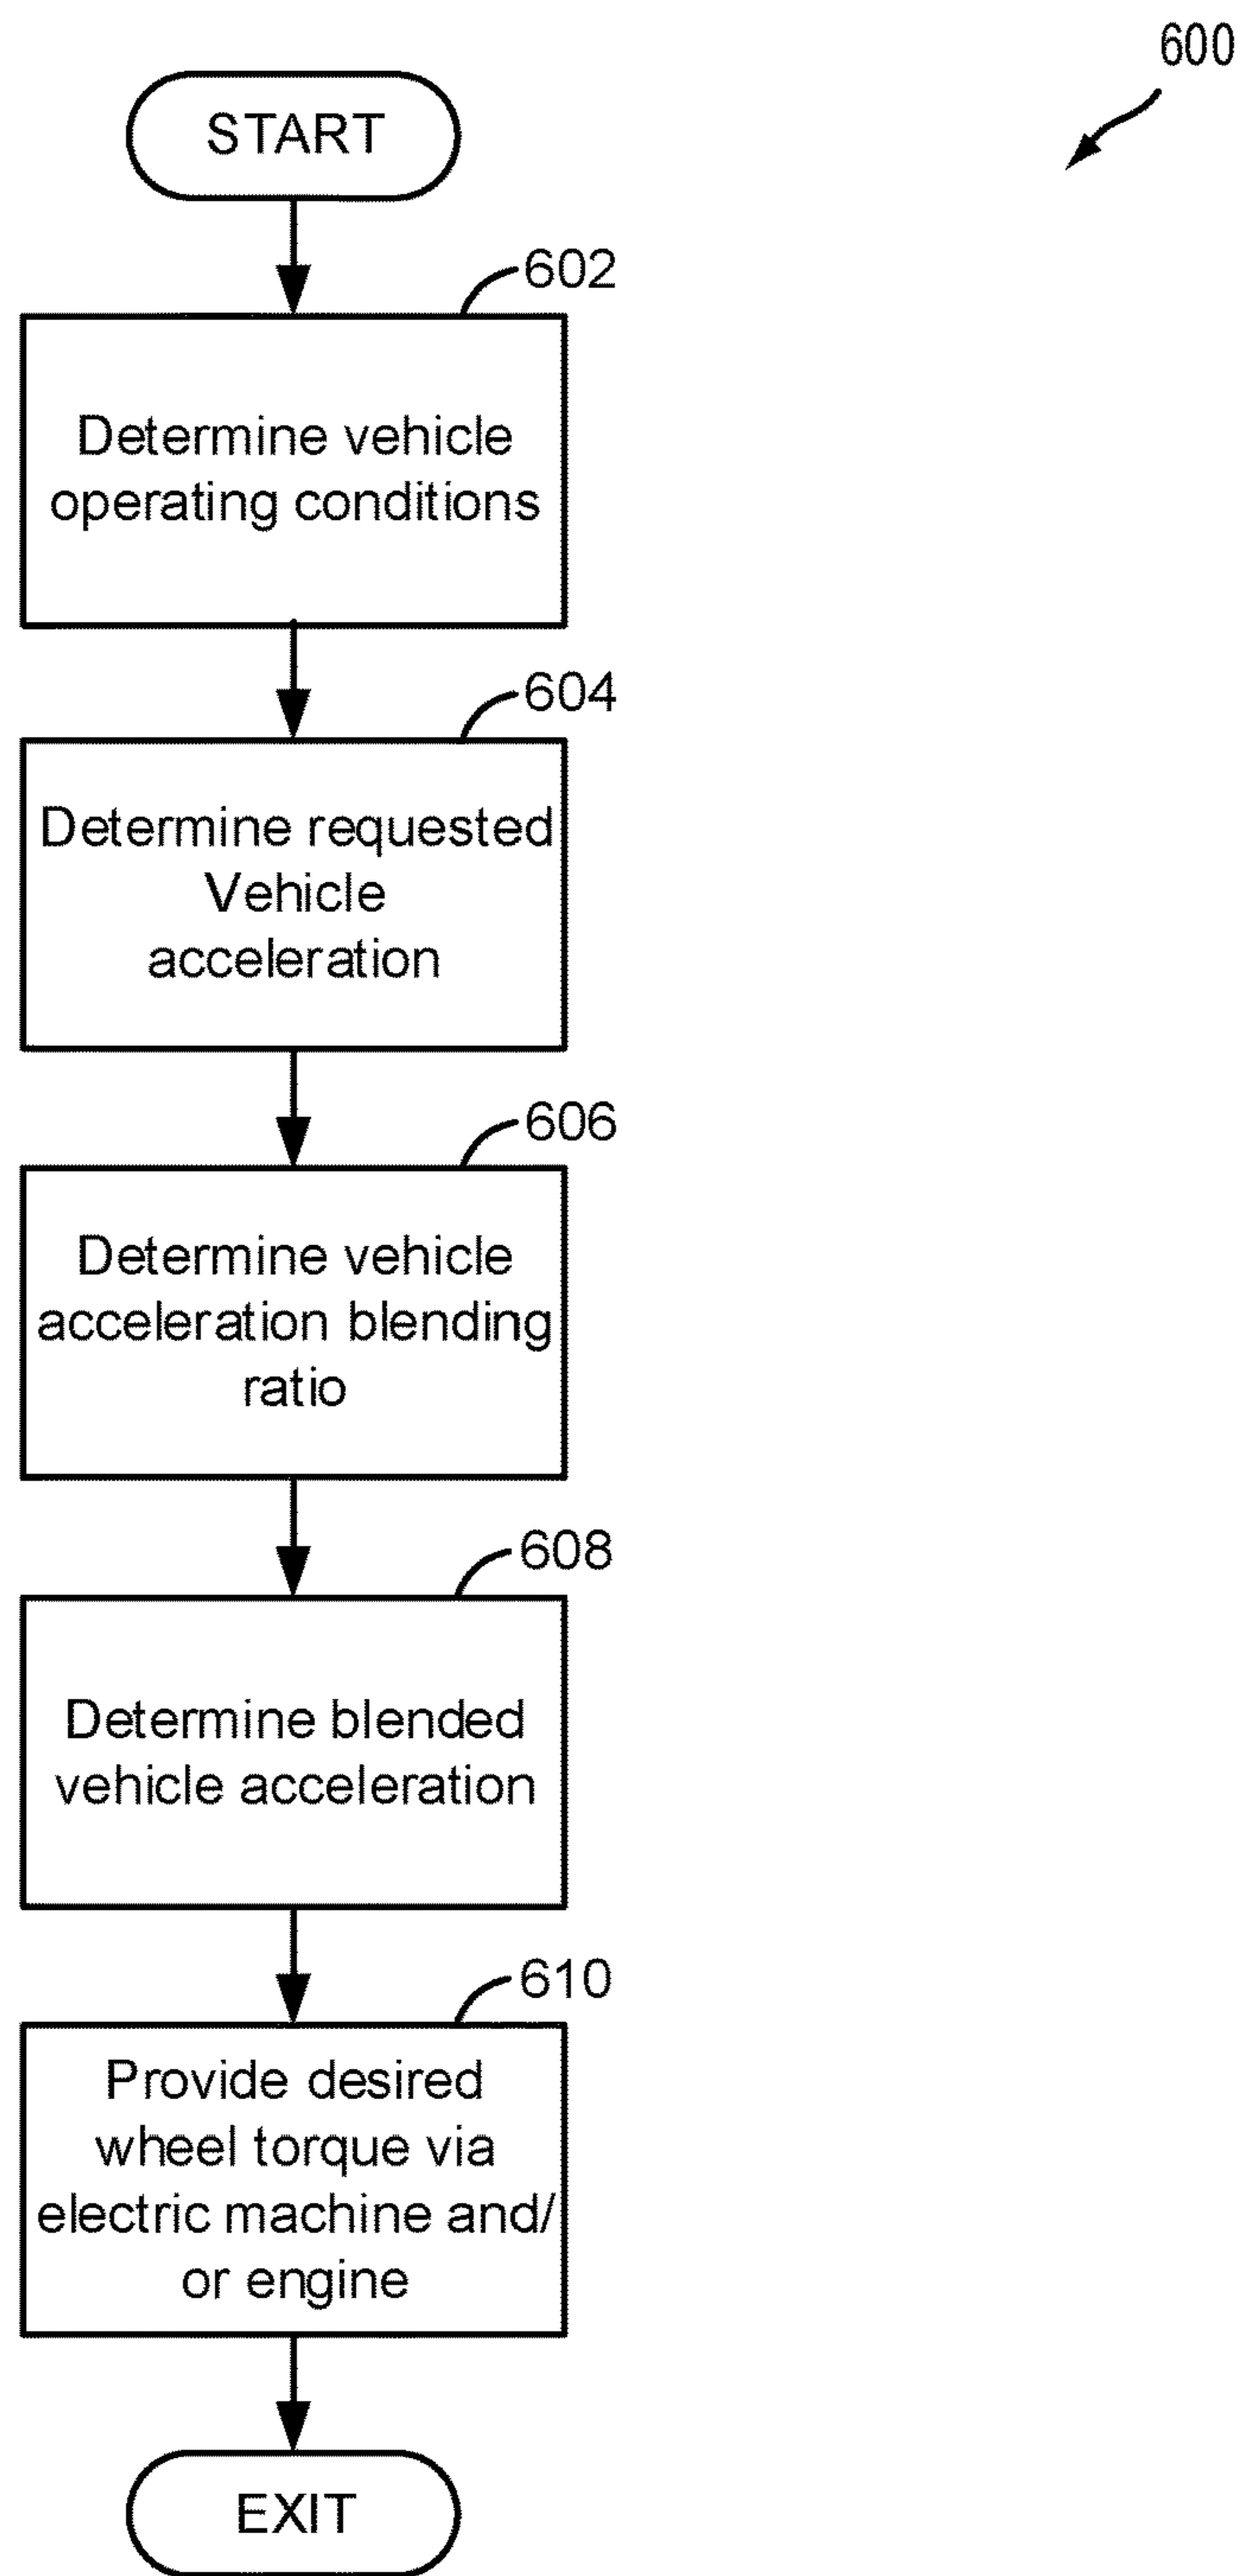 600
START
602
Determine vehicle
operating conditions
604
Determine requested
Vehicle
acceleration
606
Determine vehicle
acceleration blending
ratio
608
Determine blended
vehicle acceleration
610
Provide desired
wheel torque via
electric machine and/
or engine
EXIT